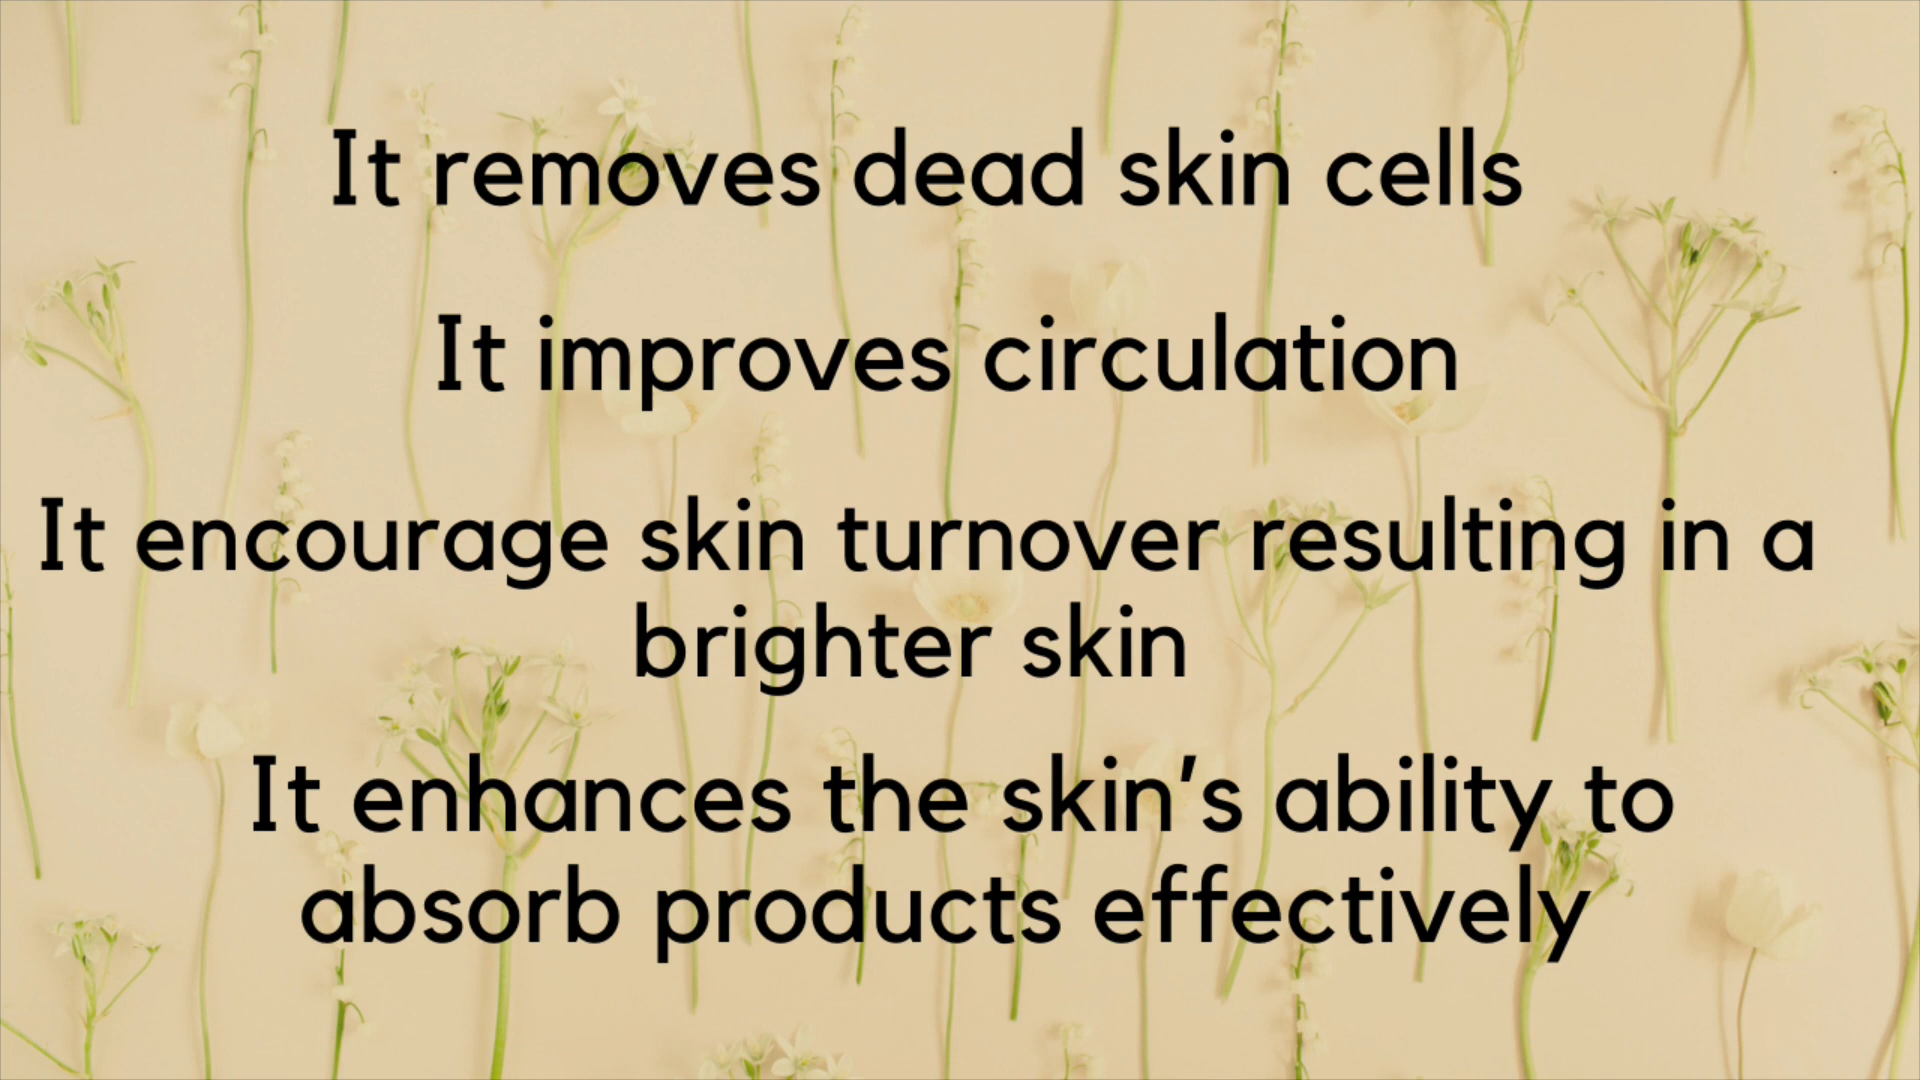 It removes dead skin cells
It improves circulation
It encourage skin turnover resulting in a
brighter skin
It enhances the skin’s ability to
absorb products effectively